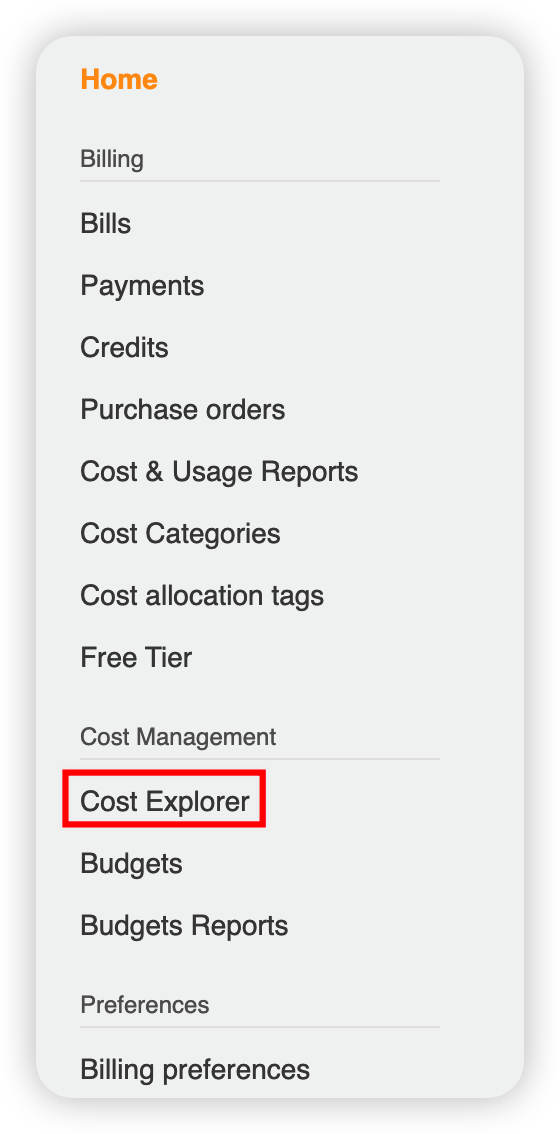 Home
Billing
Bills
Payments
Credits
Purchase orders
Cost & Usage Reports
Cost Categories
Cost allocation tags
Free Tier
Cost Management
Cost Explorer
Budgets
Budgets Reports
Preferences
Billing preferences